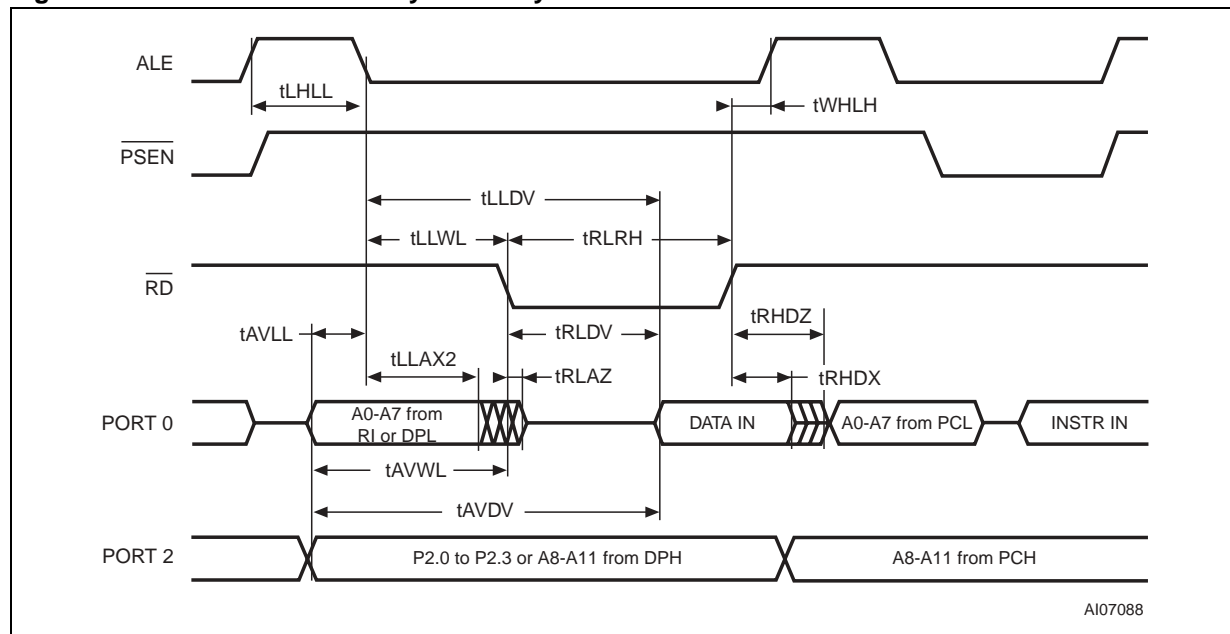 ALE
tLHLL
tWHLH
PSEN
tLLDV
tLLWL
tRLRH
RD
tAVLL
tRLDV
tRHDZ
tLLAX2
tRLAZ
tRHDX
PORT 0
A0-A7 from
RI or DPL
DATA IN
A0-A7 from PCL
INSTR IN
tAVWL
tAVDV
PORT 2
P2.0 to P2.3 or A8-A11 from DPH
A8-A11 from PCH
AI07088